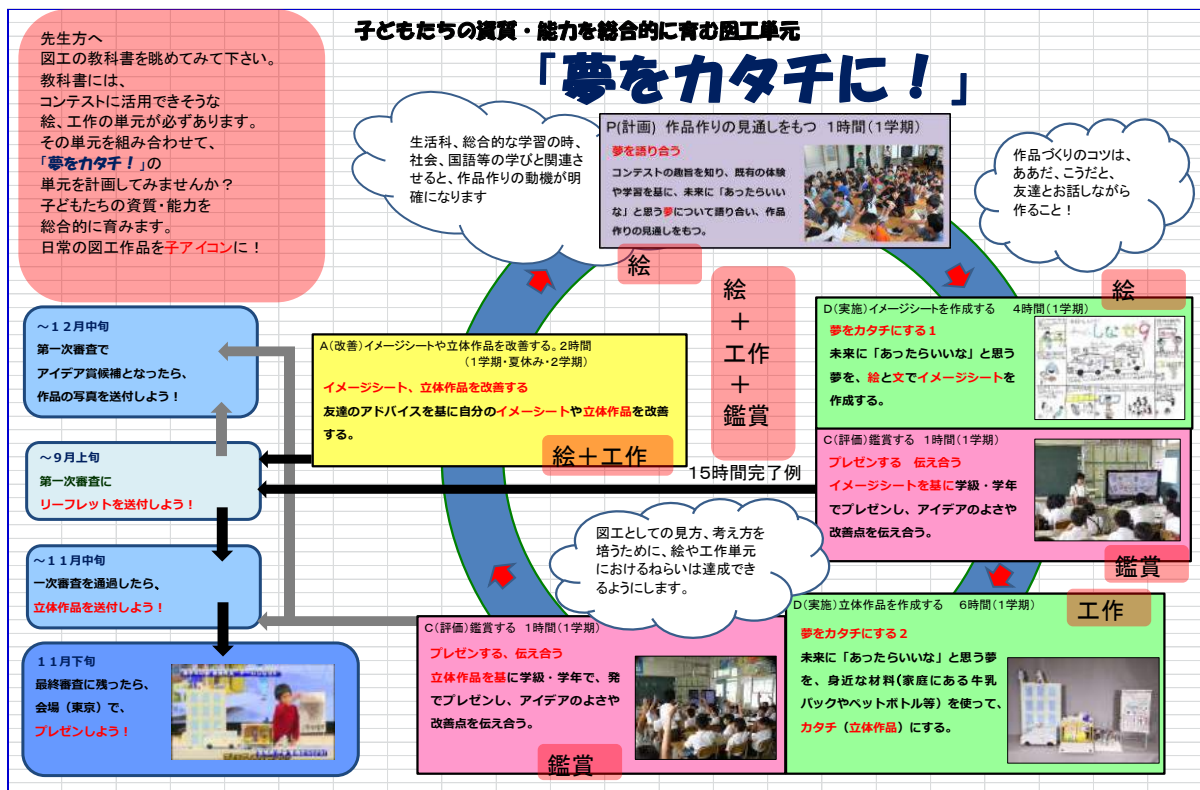 子どもたちの資質・能力を総合的に育む図工単元
「夢をカタチに！」
先生方へ
図工の教科書を眺めてみて下さい。
教科書には、
コンテストに活用できそうな
絵、工作の単元が必ずあります。
その単元を組み合わせて、
「夢をカタチ！」の
単元を計画してみませんか？
子どもたちの資質・能力を
総合的に育みます。
日常の図工作品を子アイコンに！
生活科、総合的な学習の時、
社会、国語等の学びと関連さ
せると、作品作りの動機が明
確になります
P(計画) 作品作りの見通しをもつ 1時間(1学期)
夢を語り合う
コンテストの趣旨を知り、既有の体験
や学習を基に、未来に「あったらいい
な」と思う夢について語り合い、作品
作りの見通しをもつ。
絵
作品づくりのコツは、
ああだ、こうだと、
友達とお話しながら
作ること！
絵
＋
工作
＋
鑑賞
絵
D(実施)イメージシートを作成する 4時間(1学期)
夢をカタチにする１
未来に「あったらいいな」と思う
夢を、絵と文でイメージシートを
作成する。
しなせ9
C(評価)鑑賞する 1時間(1学期)
プレゼンする 伝え合う
イメージシートを基に学級・学年
でプレゼンし、アイデアのよさや
改善点を伝え合う。
鑑賞
D(実施)立体作品を作成する 6時間(1学期)
工作
夢をカタチにする２
未来に「あったらいいな」と思う夢
を、身近な材料(家庭にある牛乳
パックやペットボトル等)を使って、
カタチ（立体作品）にする。
図工としての見方、考え方を
培うために、絵や工作単元
におけるねらいは達成でき
るようにします。
C(評価)鑑賞する 1時間(1学期)
プレゼンする、伝え合う
立体作品を基に学級・学年で、発
でプレゼンし、アイデアのよさや
改善点を伝え合う。
鑑賞
A(改善)イメージシートや立体作品を改善する。2時間
(1学期・夏休み・2学期)
イメージシート、立体作品を改善する
友達のアドバイスを基に自分のイメーシートや立体作品を改善
する。
絵＋工作
15時間完了例
～１２月中旬
第一次審査で
アイデア賞候補となったら、
作品の写真を送付しよう！
～９月上旬
第一次審査に
リーフレットを送付しよう！
～１１月中旬
一次審査を通過したら、
立体作品を送付しよう！
１１月下旬
最終審査に残ったら、
会場（東京）で、
プレゼンしよう！